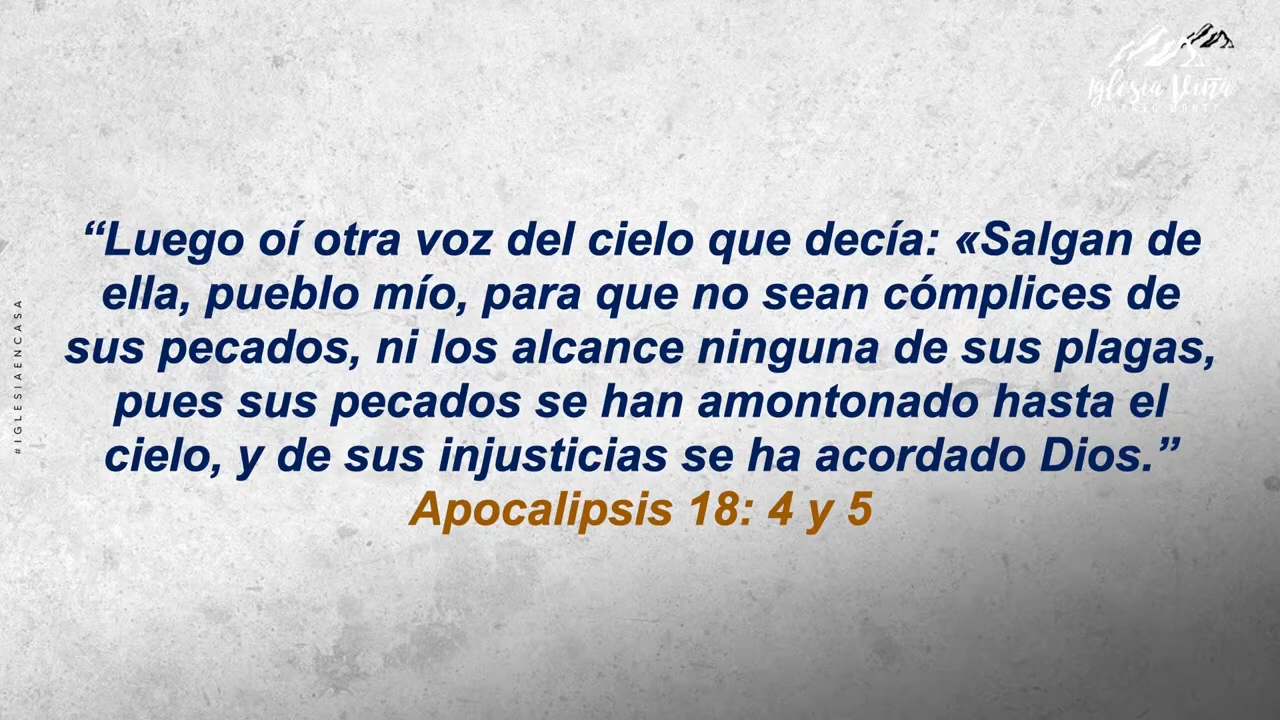 Iglesia Viña
#IGLESIAENCASA
“Luego oí otra voz del cielo que decía: «Salgan de
ella, pueblo mío, para que no sean cómplices de
sus pecados, ni los alcance ninguna de sus plagas,
pues sus pecados se han amontonado hasta el
cielo, y de sus injusticias se ha acordado Dios.”
Apocalipsis 18: 4 y 5